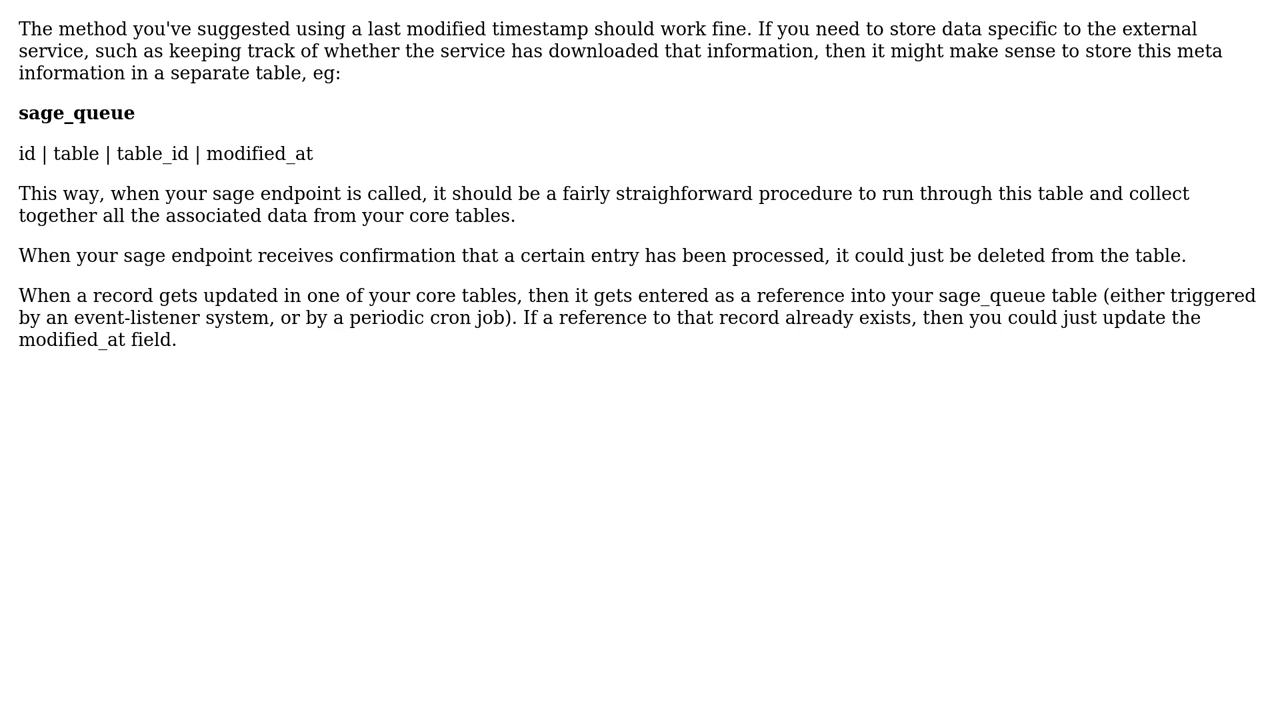 The method you've suggested using a last modified timestamp should work fine. If you need to store data specific to the external
service, such as keeping track of whether the service has downloaded that information, then it might make sense to store this meta
information in a separate table, eg:
sage_queue
id | table | table_id | modified_at
This way, when your sage endpoint is called, it should be a fairly straighforward procedure to run through this table and collect
together all the associated data from your core tables.
When your sage endpoint receives confirmation that a certain entry has been processed, it could just be deleted from the table.
When a record gets updated in one of your core tables, then it gets entered as a reference into your sage_queue table (either triggered
by an event-listener system, or by a periodic cron job). If a reference to that record already exists, then you could just update the
modified_at field.